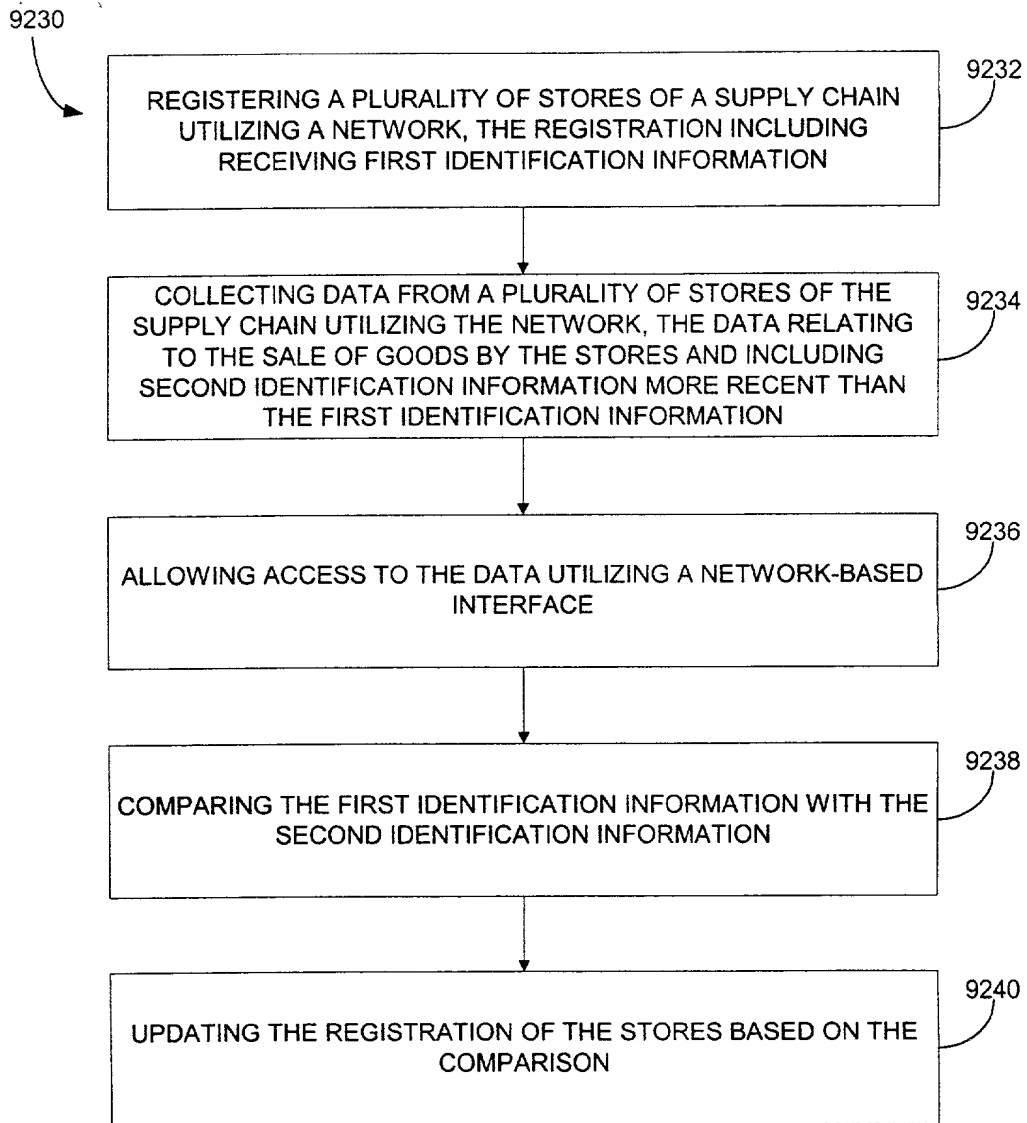 9230
9232
REGISTERING A PLURALITY OF STORES OF A SUPPLY CHAIN
UTILIZING A NETWORK, THE REGISTRATION INCLUDING
RECEIVING FIRST IDENTIFICATION INFORMATION
9234
COLLECTING DATA FROM A PLURALITY OF STORES OF THE
SUPPLY CHAIN UTILIZING THE NETWORK, THE DATA RELATING
TO THE SALE OF GOODS BY THE STORES AND INCLUDING
SECOND IDENTIFICATION INFORMATION MORE RECENT THAN
THE FIRST IDENTIFICATION INFORMATION
9236
ALLOWING ACCESS TO THE DATA UTILIZING A NETWORK-BASED
INTERFACE
9238
COMPARING THE FIRST IDENTIFICATION INFORMATION WITH THE
SECOND IDENTIFICATION INFORMATION
9240
UPDATING THE REGISTRATION OF THE STORES BASED ON THE
COMPARISON